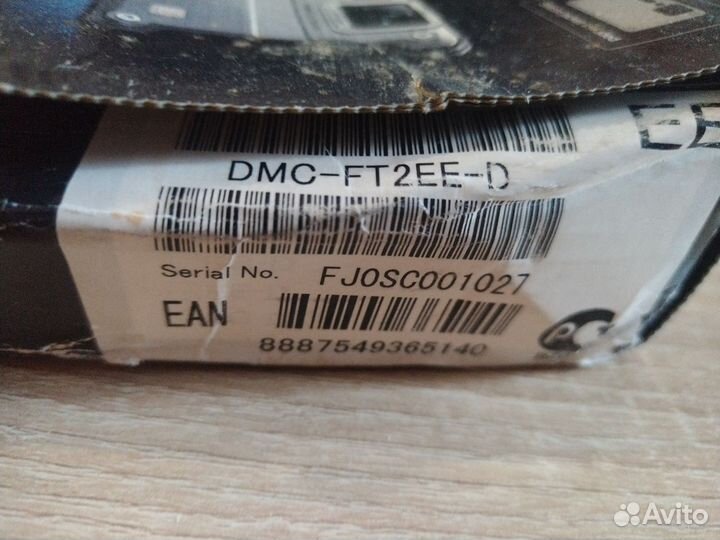 DMC-FT2EE-D
Serial No. FJ0SC001027
EAN
8887549365140
Avito